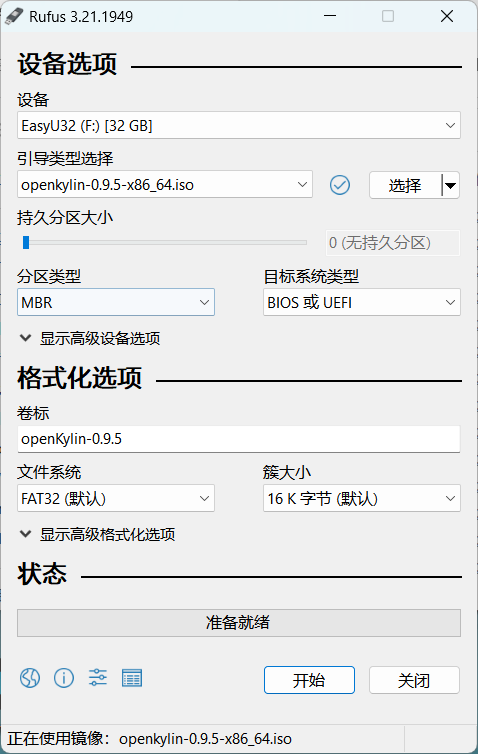 Rufus 3.21.1949
设备选项
设备
EasyU32 (F:) [32 GB]
引导类型选择
openkylin-0.9.5-x86_64.iso
选择
持久分区大小
0 (无持久分区)
分区类型
目标系统类型
MBR
BIOS 或 UEFI
显示高级设备选项
格式化选项
卷标
openKylin-0.9.5
文件系统
簇大小
FAT32 (默认)
16 K 字节 (默认)
显示高级格式化选项
状态
准备就绪
开始
关闭
正在使用镜像：openkylin-0.9.5-x86_64.iso